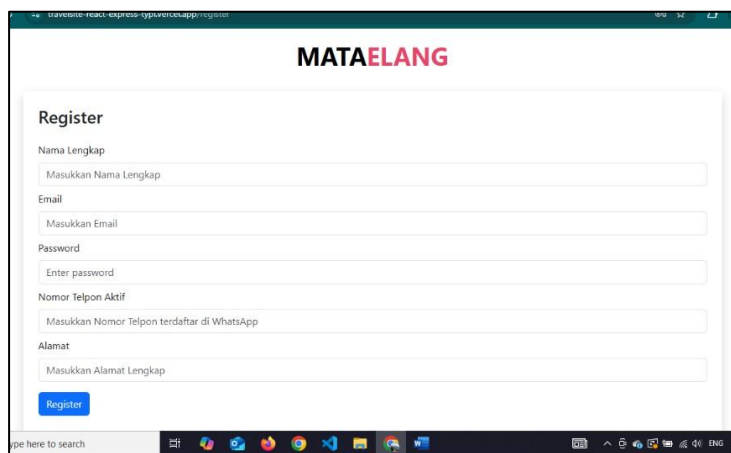 travelsite-react-express-typt.vercel.app/register
MATAELANG
Register
Nama Lengkap
Masukkan Nama Lengkap
Email
Masukkan Email
Password
Enter password
Nomor Telpon Aktif
Masukkan Nomor Telpon terdaftar di WhatsApp
Alamat
Masukkan Alamat Lengkap
Register
ype here to search
ENG